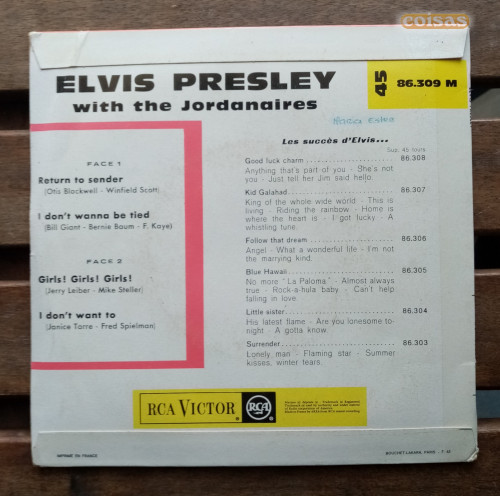 coisas
ELVIS PRESLEY
with the Jordanaires
45
86.309 M
FACE 1
Return to sender
(Otis Blackwell - Winfield Scott)
I don't wanna be tied
(Bill Giant - Bernie Baum - F. Kaye)
FACE 2
Girls! Girls! Girls!
(Jerry Leiber - Mike Steller)
I don't want to
(Janice Torre - Fred Spielman)
Les succès d'Elvis...
Sup. 45 tours
Good luck charm 86.308
Anything that's part of you - She's not
you - Just tell her Jim said hello.
Kid Galahad 86.307
King of the whole wide world - This is
living - Riding the rainbow - Home is
where the heart is - I got lucky - A
whistling tune.
Follow that dream 86.306
Angel - What a wonderful life - I'm not
the marrying kind.
Blue Hawaii 86.305
No more "La Paloma" - Almost always
true - Rock-a-hula baby - Can't help
falling in love.
Little sister 86.304
His latest flame - Are you lonesome to-
night - A gotta know.
Surrender 86.303
Lonely man - Flaming star - Summer
kisses, winter tears.
RCA VICTOR
RCA
IMPRIMÉ EN FRANCE